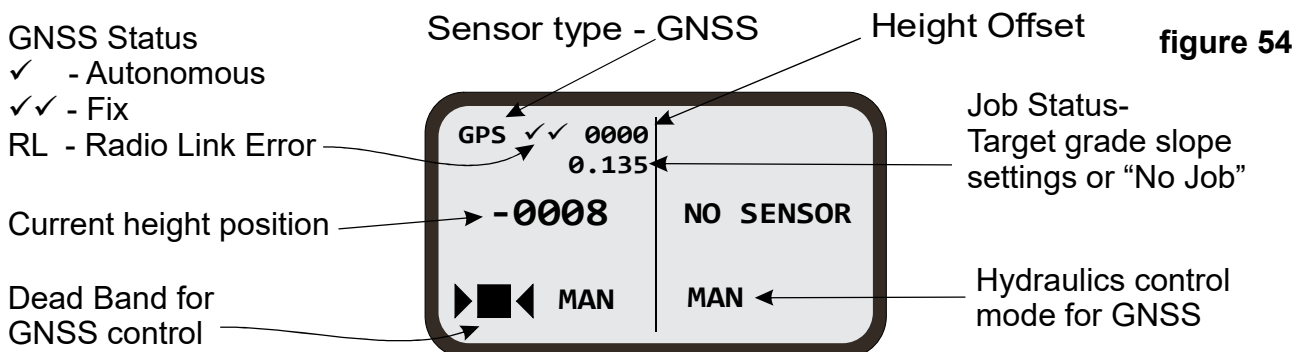 Sensor type - GNSS
Height Offset
figure 54
GNSS Status
✓ - Autonomous
✓✓ - Fix
RL - Radio Link Error
Current height position
Dead Band for
GNSS control
GPS ✓✓ 0000
0.135
-0008
MAN
NO SENSOR
MAN
Job Status-
Target grade slope
settings or “No Job”
Hydraulics control
mode for GNSS